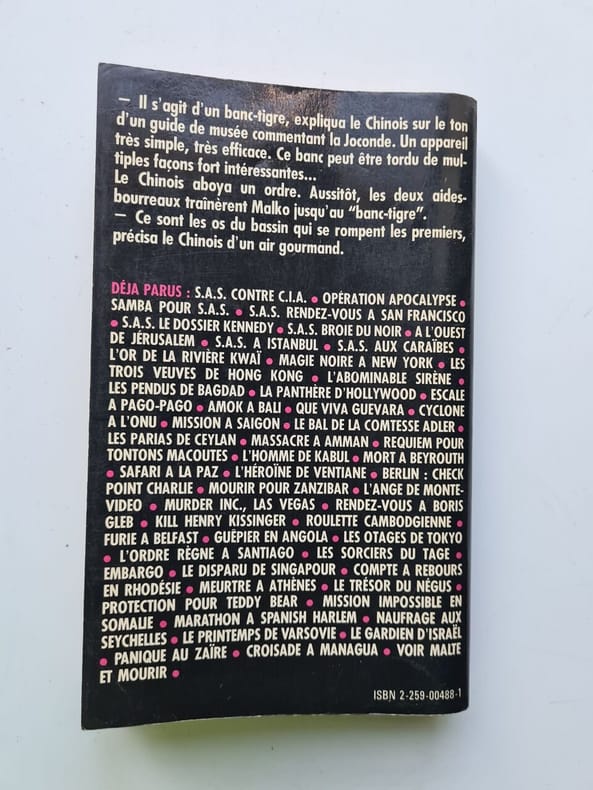 – Il s'agit d'un banc-tigre, expliqua le Chinois sur le ton
d'un guide de musée commentant la Joconde. Un appareil
très simple, très efficace. Ce banc peut être tordu de mul-
tiples façons fort intéressantes...
Le Chinois aboya un ordre. Aussitôt, les deux aides-
bourreaux traînèrent Malko jusqu'au "banc-tigre".
– Ce sont les os du bassin qui se rompent les premiers,
précisa le Chinois d'un air gourmand.
DÉJA PARUS : S.A.S. CONTRE C.I.A. • OPÉRATION APOCALYPSE •
SAMBA POUR S.A.S. • S.A.S. RENDEZ-VOUS A SAN FRANCISCO
• S.A.S. LE DOSSIER KENNEDY • S.A.S. BROIE DU NOIR • A L'OUEST
DE JÉRUSALEM • S.A.S. A ISTANBUL • S.A.S. AUX CARAÏBES •
L'OR DE LA RIVIÈRE KWAÏ • MAGIE NOIRE A NEW YORK • LES
TROIS VEUVES DE HONG KONG • L'ABOMINABLE SIRÈNE •
LES PENDUS DE BAGDAD • LA PANTHÈRE D'HOLLYWOOD • ESCALE
A PAGO-PAGO • AMOK A BALI • QUE VIVA GUEVARA • CYCLONE
A L'ONU • MISSION A SAIGON • LE BAL DE LA COMTESSE ADLER •
LES PARIAS DE CEYLAN • MASSACRE A AMMAN • REQUIEM POUR
TONTONS MACOUTES • L'HOMME DE KABUL • MORT A BEYROUTH
• SAFARI A LA PAZ • L'HÉROÏNE DE VENTIANE • BERLIN : CHECK
POINT CHARLIE • MOURIR POUR ZANZIBAR • L'ANGE DE MONTE-
VIDEO • MURDER INC., LAS VEGAS • RENDEZ-VOUS A BORIS
GLEB • KILL HENRY KISSINGER • ROULETTE CAMBODGIENNE •
FURIE A BELFAST • GUÊPIER EN ANGOLA • LES OTAGES DE TOKYO
• L'ORDRE RÈGNE A SANTIAGO • LES SORCIERS DU TAGE •
EMBARGO • LE DISPARU DE SINGAPOUR • COMPTE A REBOURS
EN RHODÉSIE • MEURTRE A ATHÈNES • LE TRÉSOR DU NÉGUS •
PROTECTION POUR TEDDY BEAR • MISSION IMPOSSIBLE EN
SOMALIE • MARATHON A SPANISH HARLEM • NAUFRAGE AUX
SEYCHELLES • LE PRINTEMPS DE VARSOVIE • LE GARDIEN D'ISRAËL
• PANIQUE AU ZAÏRE • CROISADE A MANAGUA • VOIR MALTE
ET MOURIR •
ISBN 2-259-00488-1